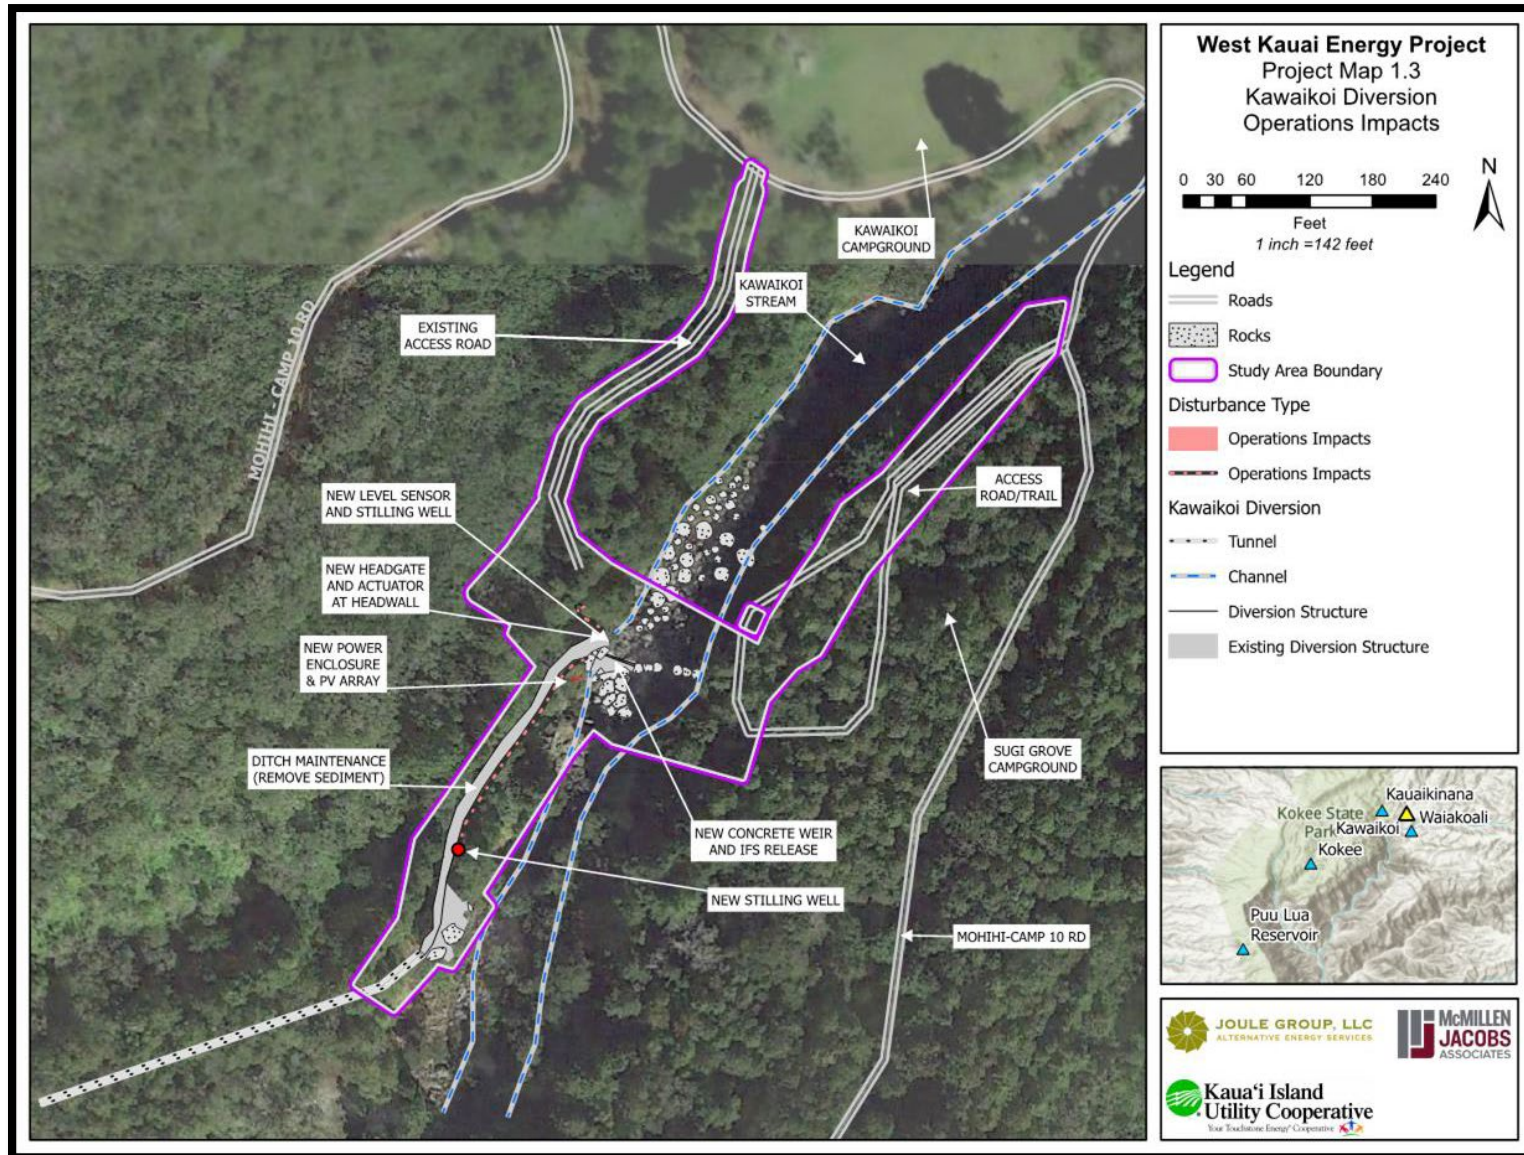 West Kauai Energy Project
Project Map 1.3
Kawaikoi Diversion
Operations Impacts
0 30 60 120 180 240
Feet
1 inch =142 feet
N
Legend
Roads
Rocks
Study Area Boundary
Disturbance Type
Operations Impacts
Operations Impacts
Kawaikoi Diversion
Tunnel
Channel
Diversion Structure
Existing Diversion Structure
KAWAIKOI
CAMPGROUND
KAWAIKOI
STREAM
EXISTING
ACCESS ROAD
MOHIHI - CAMP 10 RD
ACCESS
ROAD/TRAIL
NEW LEVEL SENSOR
AND STILLING WELL
NEW HEADGATE
AND ACTUATOR
AT HEADWALL
NEW POWER
ENCLOSURE
& PV ARRAY
DITCH MAINTENANCE
(REMOVE SEDIMENT)
SUGI GROVE
CAMPGROUND
NEW CONCRETE WEIR
AND IFS RELEASE
NEW STILLING WELL
MOHIHI-CAMP 10 RD
Kauaikinana
Kokee State
Park
Kawaikoi
Waiakoali
Kokee
Puu Lua
Reservoir
JOULE GROUP, LLC
ALTERNATIVE ENERGY SERVICES
McMILLEN
JACOBS
ASSOCIATES
Kaua‘i Island
Utility Cooperative
Your Touchstone Energy® Cooperative